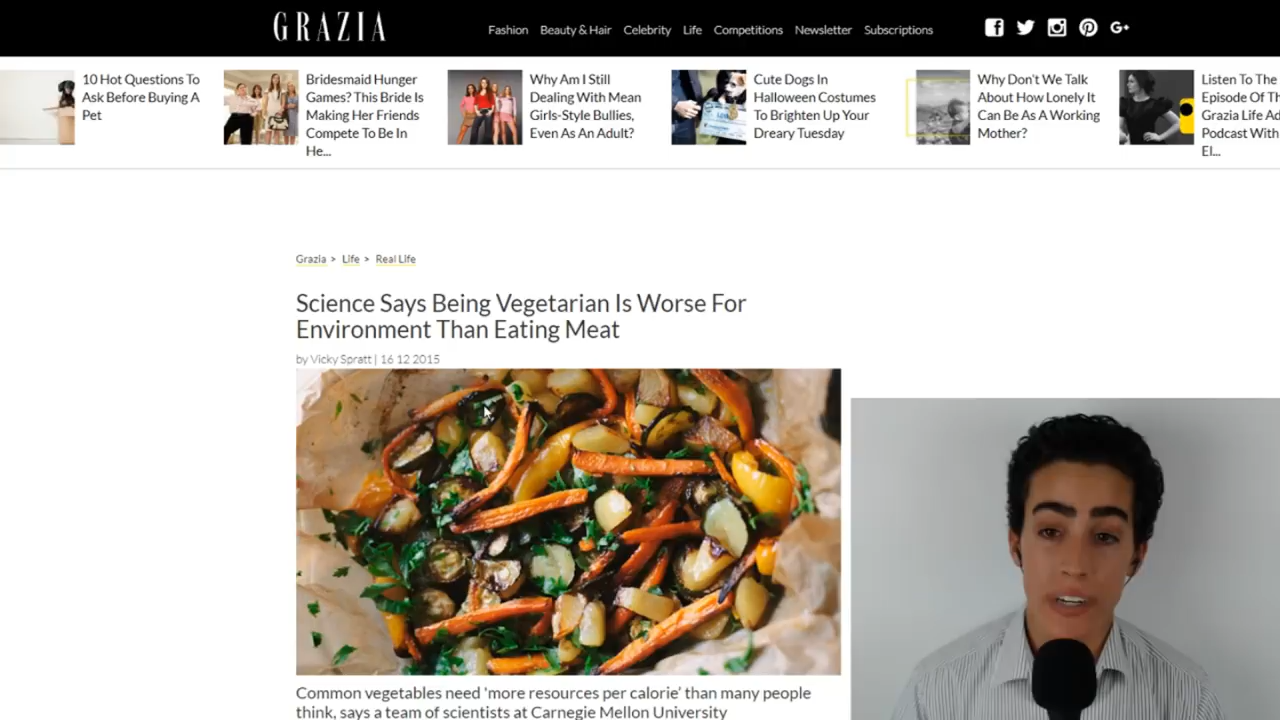 GRAZIA
Fashion Beauty & Hair Celebrity Life Competitions Newsletter Subscriptions
10 Hot Questions To
Ask Before Buying A
Pet
Bridesmaid Hunger
Games? This Bride Is
Making Her Friends
Compete To Be In
He...
Why Am I Still
Dealing With Mean
Girls-Style Bullies,
Even As An Adult?
Cute Dogs In
Halloween Costumes
To Brighten Up Your
Dreary Tuesday
Why Don't We Talk
About How Lonely It
Can Be As A Working
Mother?
Listen To The
Episode Of Th
Grazia Life Ad
Podcast With
El...
Grazia > Life > Real Life
Science Says Being Vegetarian Is Worse For
Environment Than Eating Meat
by Vicky Spratt | 16 12 2015
Common vegetables need 'more resources per calorie' than many people
think, says a team of scientists at Carnegie Mellon University